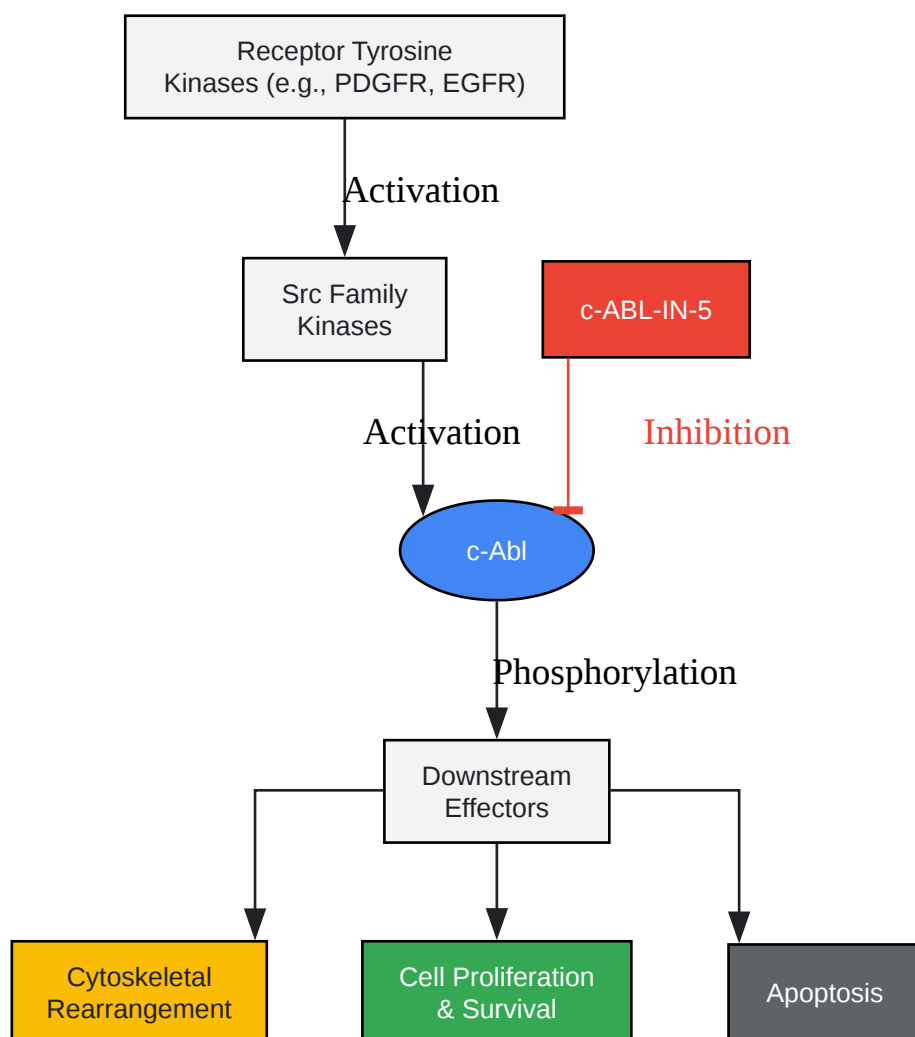 Receptor Tyrosine
Kinases (e.g., PDGFR, EGFR)
Activation
Src Family
Kinases
c-ABL-IN-5
Activation
Inhibition
c-Abl
Phosphorylation
Downstream
Effectors
Cytoskeletal
Rearrangement
Cell Proliferation
& Survival
Apoptosis